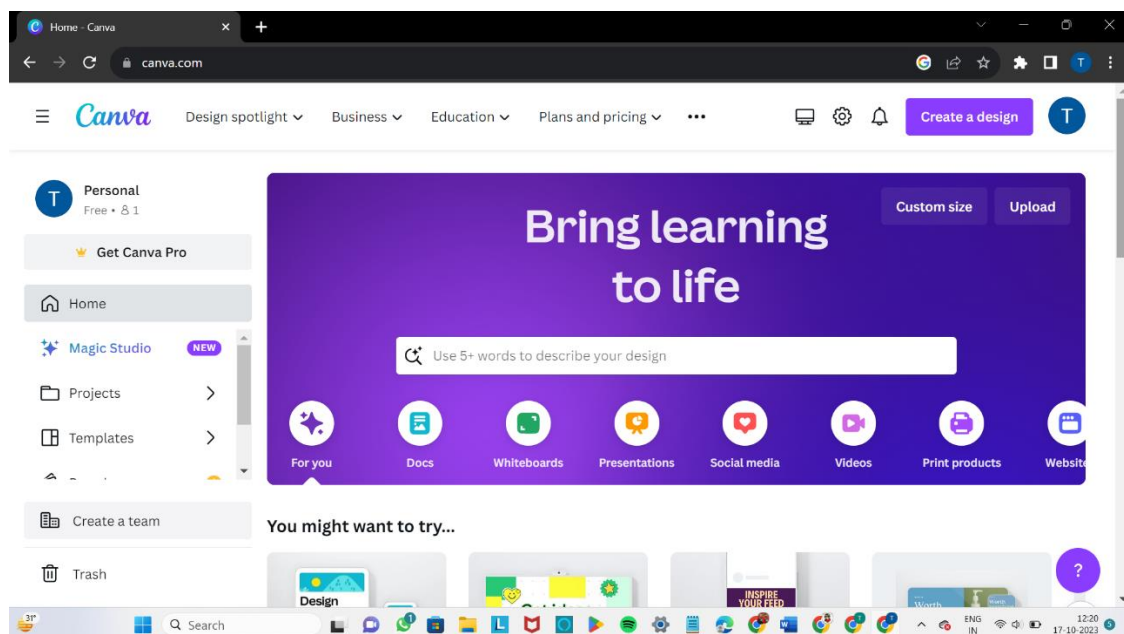 Home - Canva
canva.com
T
Canva
Design spotlight
Business
Education
Plans and pricing
Create a design
T
T
Personal
Free • 1
Get Canva Pro
Home
Magic Studio
NEW
Projects
Templates
Create a team
Trash
Custom size
Upload
Bring learning
to life
Use 5+ words to describe your design
For you
Docs
Whiteboards
Presentations
Social media
Videos
Print products
Website
You might want to try...
Design
INSPIRE
YOUR FEED
Worth
?
31°
Search
L
ENG
IN
12:20
17-10-2023